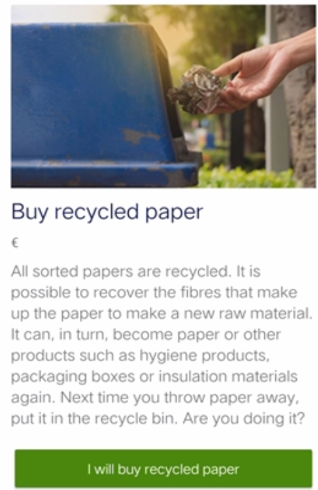 Buy recycled paper
€
All sorted papers are recycled. It is
possible to recover the fibres that make
up the paper to make a new raw material.
It can, in turn, become paper or other
products such as hygiene products,
packaging boxes or insulation materials
again. Next time you throw paper away,
put it in the recycle bin. Are you doing it?
I will buy recycled paper